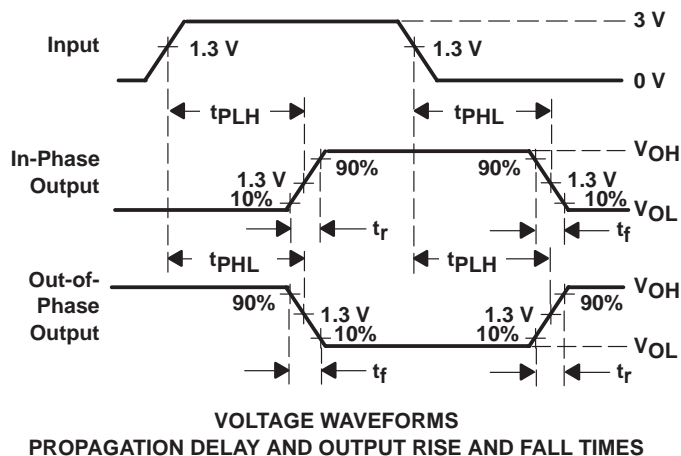 3 V
Input 1.3 V 1.3 V
0 V
tPLH tPHL
In-Phase Output
VOH
90% 90%
1.3 V 1.3 V
10% 10%
VOL
tr tf
tPHL tPLH
Out-of-Phase Output
VOH
90% 90%
1.3 V 1.3 V
10% 10%
VOL
tf tr
VOLTAGE WAVEFORMS
PROPAGATION DELAY AND OUTPUT RISE AND FALL TIMES